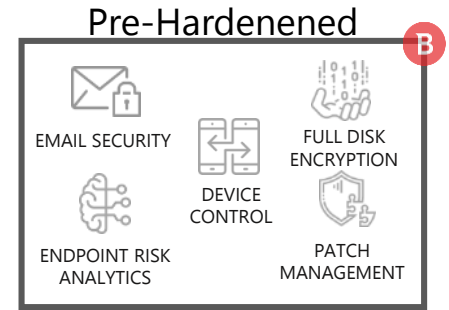 Pre-Hardenened
B
EMAIL SECURITY
FULL DISK
ENCRYPTION
DEVICE
CONTROL
ENDPOINT RISK
ANALYTICS
PATCH
MANAGEMENT